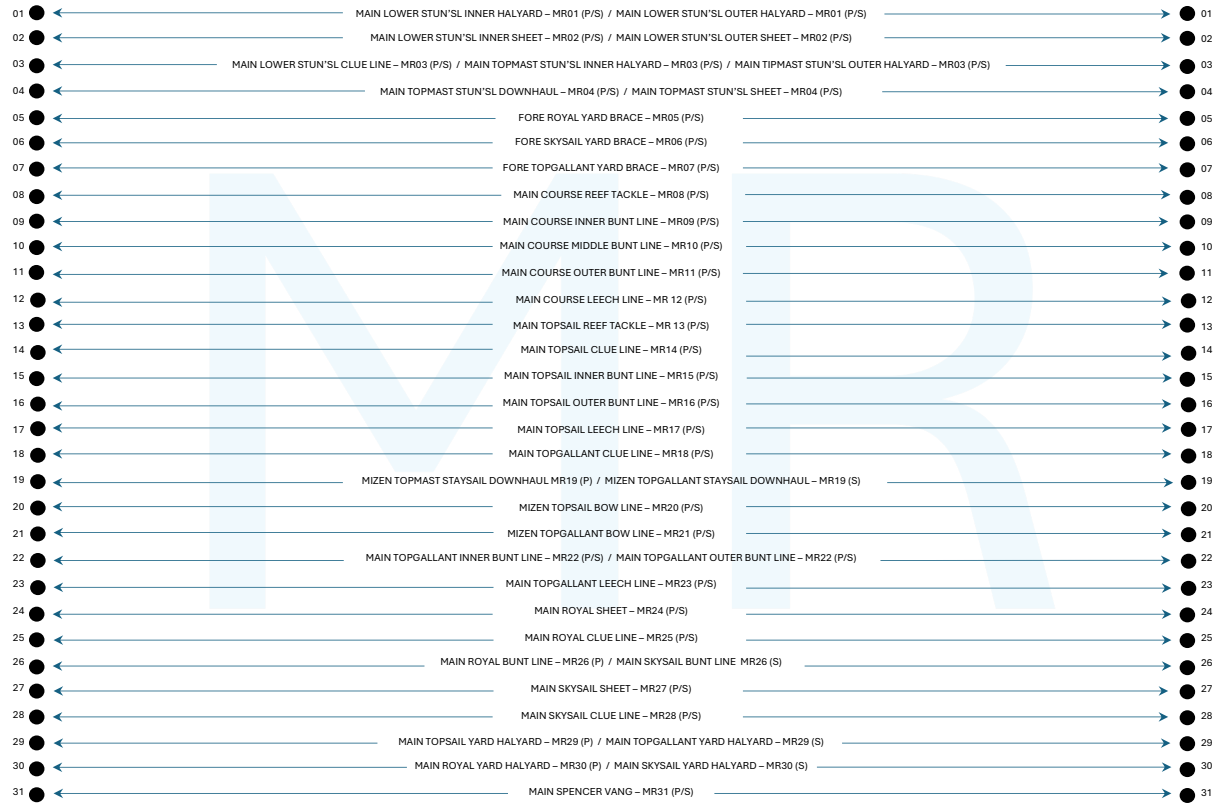 01 MAIN LOWER STUN'SL INNER HALYARD – MR01 (P/S) / MAIN LOWER STUN'SL OUTER HALYARD – MR01 (P/S) 01
02 MAIN LOWER STUN'SL INNER SHEET – MR02 (P/S) / MAIN LOWER STUN'SL OUTER SHEET – MR02 (P/S) 02
03 MAIN LOWER STUN'SL CLUE LINE – MR03 (P/S) / MAIN TOPMAST STUN'SL INNER HALYARD – MR03 (P/S) / MAIN TIPMAST STUN'SL OUTER HALYARD – MR03 (P/S) 03
04 MAIN TOPMAST STUN'SL DOWNHAUL – MR04 (P/S) / MAIN TOPMAST STUN'SL SHEET – MR04 (P/S) 04
05 FORE ROYAL YARD BRACE – MR05 (P/S) 05
06 FORE SKYSAIL YARD BRACE – MR06 (P/S) 06
07 FORE TOPGALLANT YARD BRACE – MR07 (P/S) 07
08 MAIN COURSE REEF TACKLE – MR08 (P/S) 08
09 MAIN COURSE INNER BUNT LINE – MR09 (P/S) 09
10 MAIN COURSE MIDDLE BUNT LINE – MR10 (P/S) 10
11 MAIN COURSE OUTER BUNT LINE – MR11 (P/S) 11
12 MAIN COURSE LEECH LINE – MR 12 (P/S) 12
13 MAIN TOPSAIL REEF TACKLE – MR 13 (P/S) 13
14 MAIN TOPSAIL CLUE LINE – MR14 (P/S) 14
15 MAIN TOPSAIL INNER BUNT LINE – MR15 (P/S) 15
16 MAIN TOPSAIL OUTER BUNT LINE – MR16 (P/S) 16
17 MAIN TOPSAIL LEECH LINE – MR17 (P/S) 17
18 MAIN TOPGALLANT CLUE LINE – MR18 (P/S) 18
19 MIZEN TOPMAST STAYSAIL DOWNHAUL MR19 (P) / MIZEN TOPGALLANT STAYSAIL DOWNHAUL – MR19 (S) 19
20 MIZEN TOPSAIL BOW LINE – MR20 (P/S) 20
21 MIZEN TOPGALLANT BOW LINE – MR21 (P/S) 21
22 MAIN TOPGALLANT INNER BUNT LINE – MR22 (P/S) / MAIN TOPGALLANT OUTER BUNT LINE – MR22 (P/S) 22
23 MAIN TOPGALLANT LEECH LINE – MR23 (P/S) 23
24 MAIN ROYAL SHEET – MR24 (P/S) 24
25 MAIN ROYAL CLUE LINE – MR25 (P/S) 25
26 MAIN ROYAL BUNT LINE – MR26 (P) / MAIN SKYSAIL BUNT LINE MR26 (S) 26
27 MAIN SKYSAIL SHEET – MR27 (P/S) 27
28 MAIN SKYSAIL CLUE LINE – MR28 (P/S) 28
29 MAIN TOPSAIL YARD HALYARD – MR29 (P) / MAIN TOPGALLANT YARD HALYARD – MR29 (S) 29
30 MAIN ROYAL YARD HALYARD – MR30 (P) / MAIN SKYSAIL YARD HALYARD – MR30 (S) 30
31 MAIN SPENCER VANG – MR31 (P/S) 31
MR